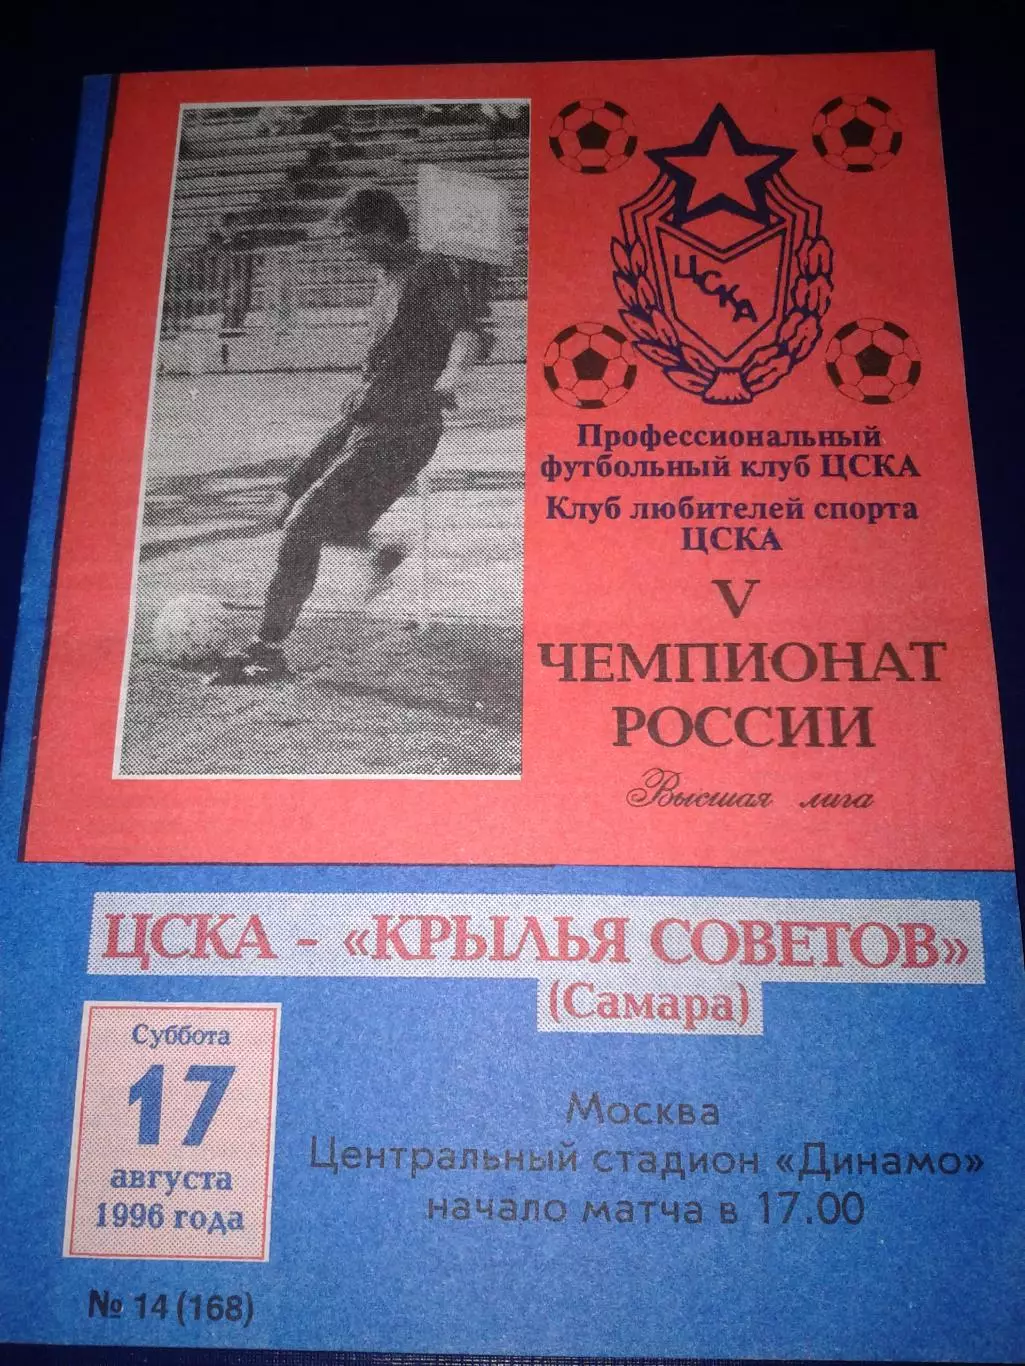 ЦСКА
Профессиональный
футбольный клуб ЦСКА
Клуб любителей спорта
ЦСКА
V
ЧЕМПИОНАТ
РОССИИ
Высшая лига
ЦСКА - «КРЫЛЬЯ СОВЕТОВ»
(Самара)
Суббота
17
августа
1996 года
Москва
Центральный стадион «Динамо»
начало матча в 17.00
№ 14 (168)